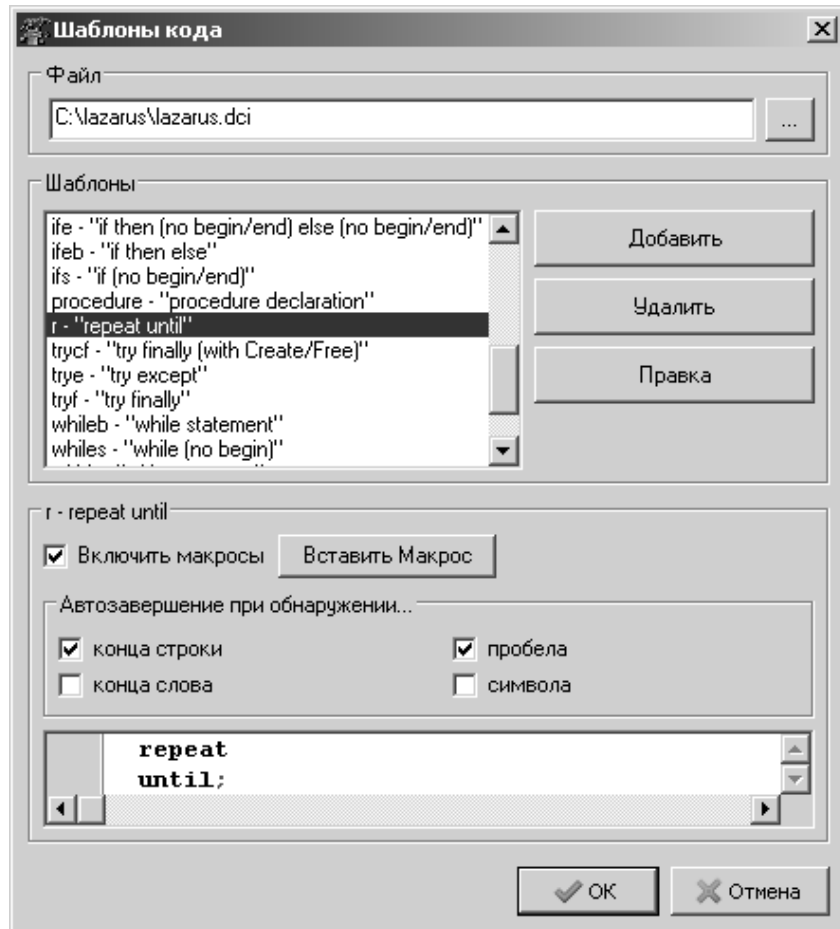 Шаблоны кода
Файл
C:\lazarus\lazarus.dci
...
Шаблоны
ife - "if then (no begin/end) else (no begin/end)"
ifeb - "if then else"
ifs - "if (no begin/end)"
procedure - "procedure declaration"
r - "repeat until"
trycf - "try finally (with Create/Free)"
trye - "try except"
tryf - "try finally"
whileb - "while statement"
whiles - "while (no begin)"
Добавить
Удалить
Правка
r - repeat until
Включить макросы
Вставить Макрос
Автозавершение при обнаружении...
конца строки
пробела
конца слова
символа
repeat
until;
OK
Отмена